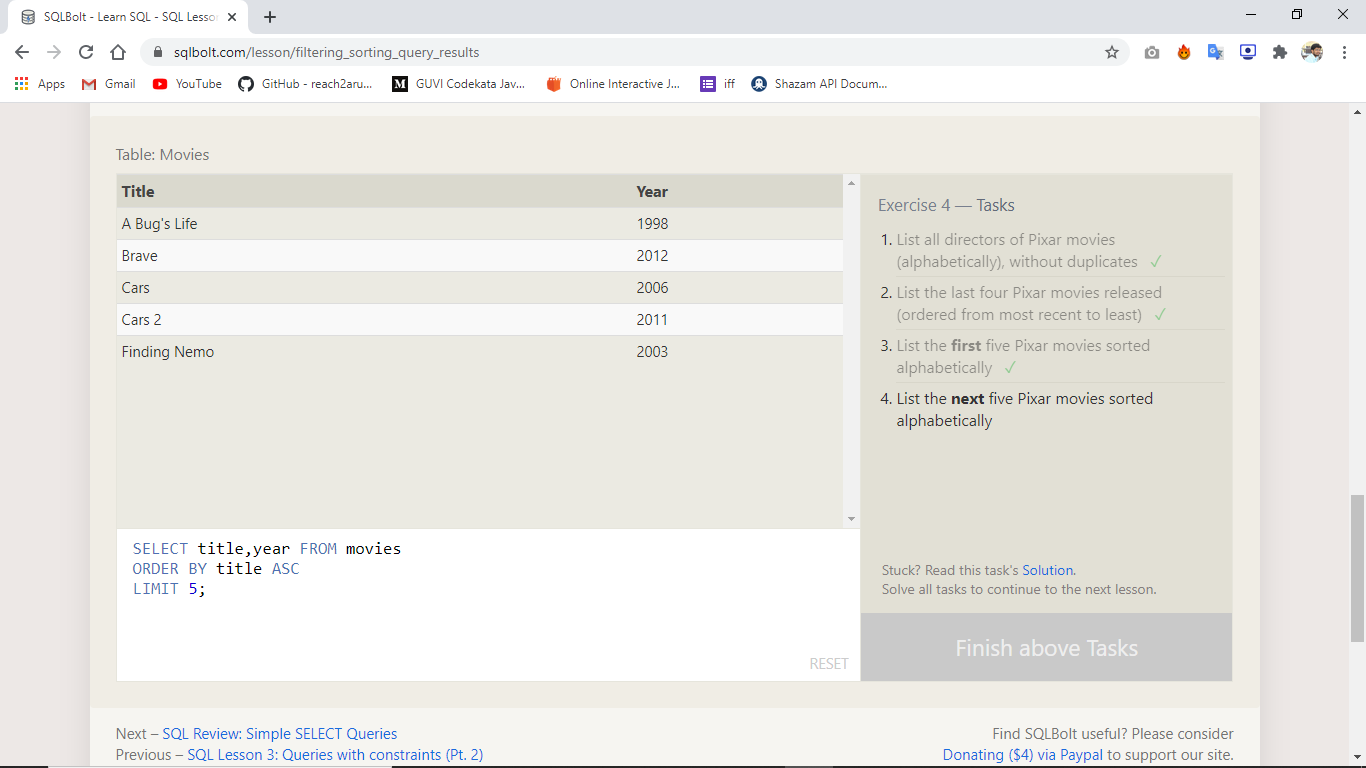 SQLBolt - Learn SQL - SQL Lesson
sqlbolt.com/lesson/filtering_sorting_query_results
Apps Gmail YouTube GitHub - reach2aru... GUVI Codekata Jav... Online Interactive J... iff Shazam API Docum...
Table: Movies
Title Year
A Bug's Life 1998
Brave 2012
Cars 2006
Cars 2 2011
Finding Nemo 2003
SELECT title,year FROM movies
ORDER BY title ASC
LIMIT 5;
RESET
Exercise 4 — Tasks
1. List all directors of Pixar movies
(alphabetically), without duplicates ✓
2. List the last four Pixar movies released
(ordered from most recent to least) ✓
3. List the first five Pixar movies sorted
alphabetically ✓
4. List the next five Pixar movies sorted
alphabetically
Stuck? Read this task's Solution.
Solve all tasks to continue to the next lesson.
Finish above Tasks
Next – SQL Review: Simple SELECT Queries
Previous – SQL Lesson 3: Queries with constraints (Pt. 2)
Find SQLBolt useful? Please consider
Donating ($4) via Paypal to support our site.